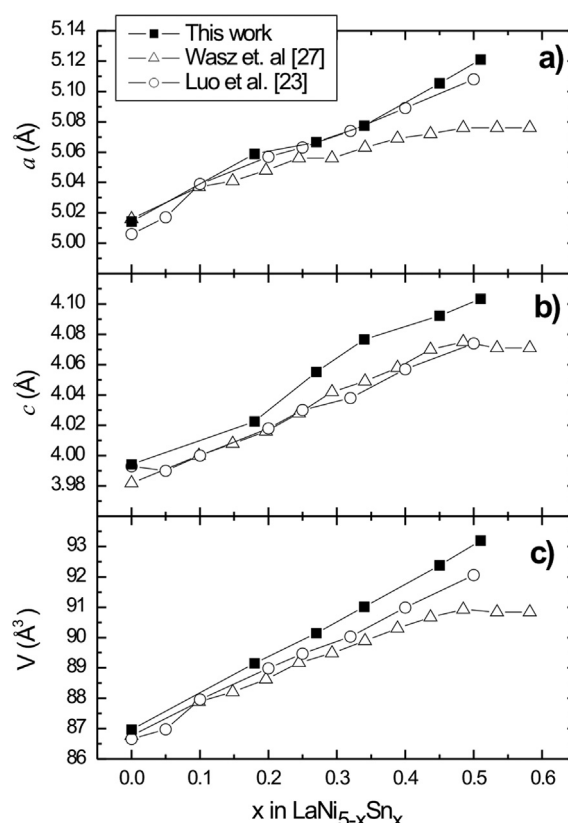 This work
Wasz et. al [27]
Luo et al. [23]
a)
5.14
5.12
5.10
5.08
5.06
5.04
5.02
5.00
a (Å)
b)
4.10
4.08
4.06
4.04
4.02
4.00
3.98
c (Å)
c)
93
92
91
90
89
88
87
86
V (Å³)
0.0 0.1 0.2 0.3 0.4 0.5 0.6
x in LaNi₅₋ₓSnₓ